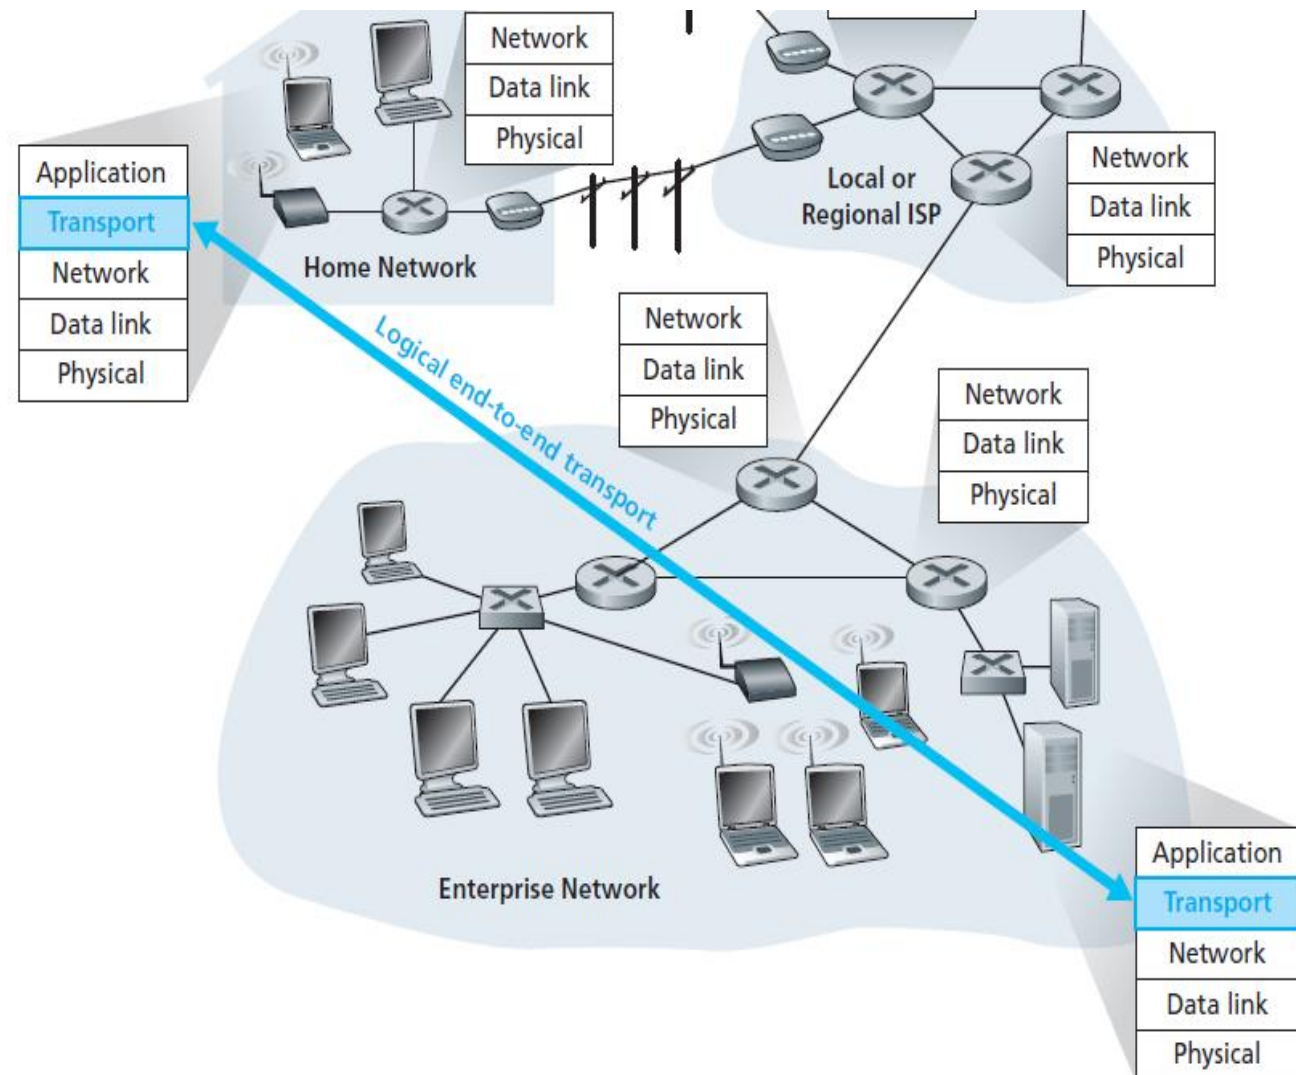 Network
Data link
Physical
Application
Transport
Network
Data link
Physical
Home Network
Local or
Regional ISP
Network
Data link
Physical
Network
Data link
Physical
Logical end-to-end transport
Network
Data link
Physical
Enterprise Network
Application
Transport
Network
Data link
Physical